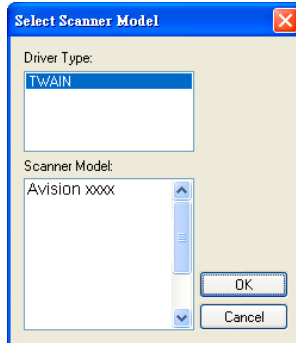 Select Scanner Model
Driver Type:
TWAIN
Scanner Model:
Avision xxxx
OK
Cancel